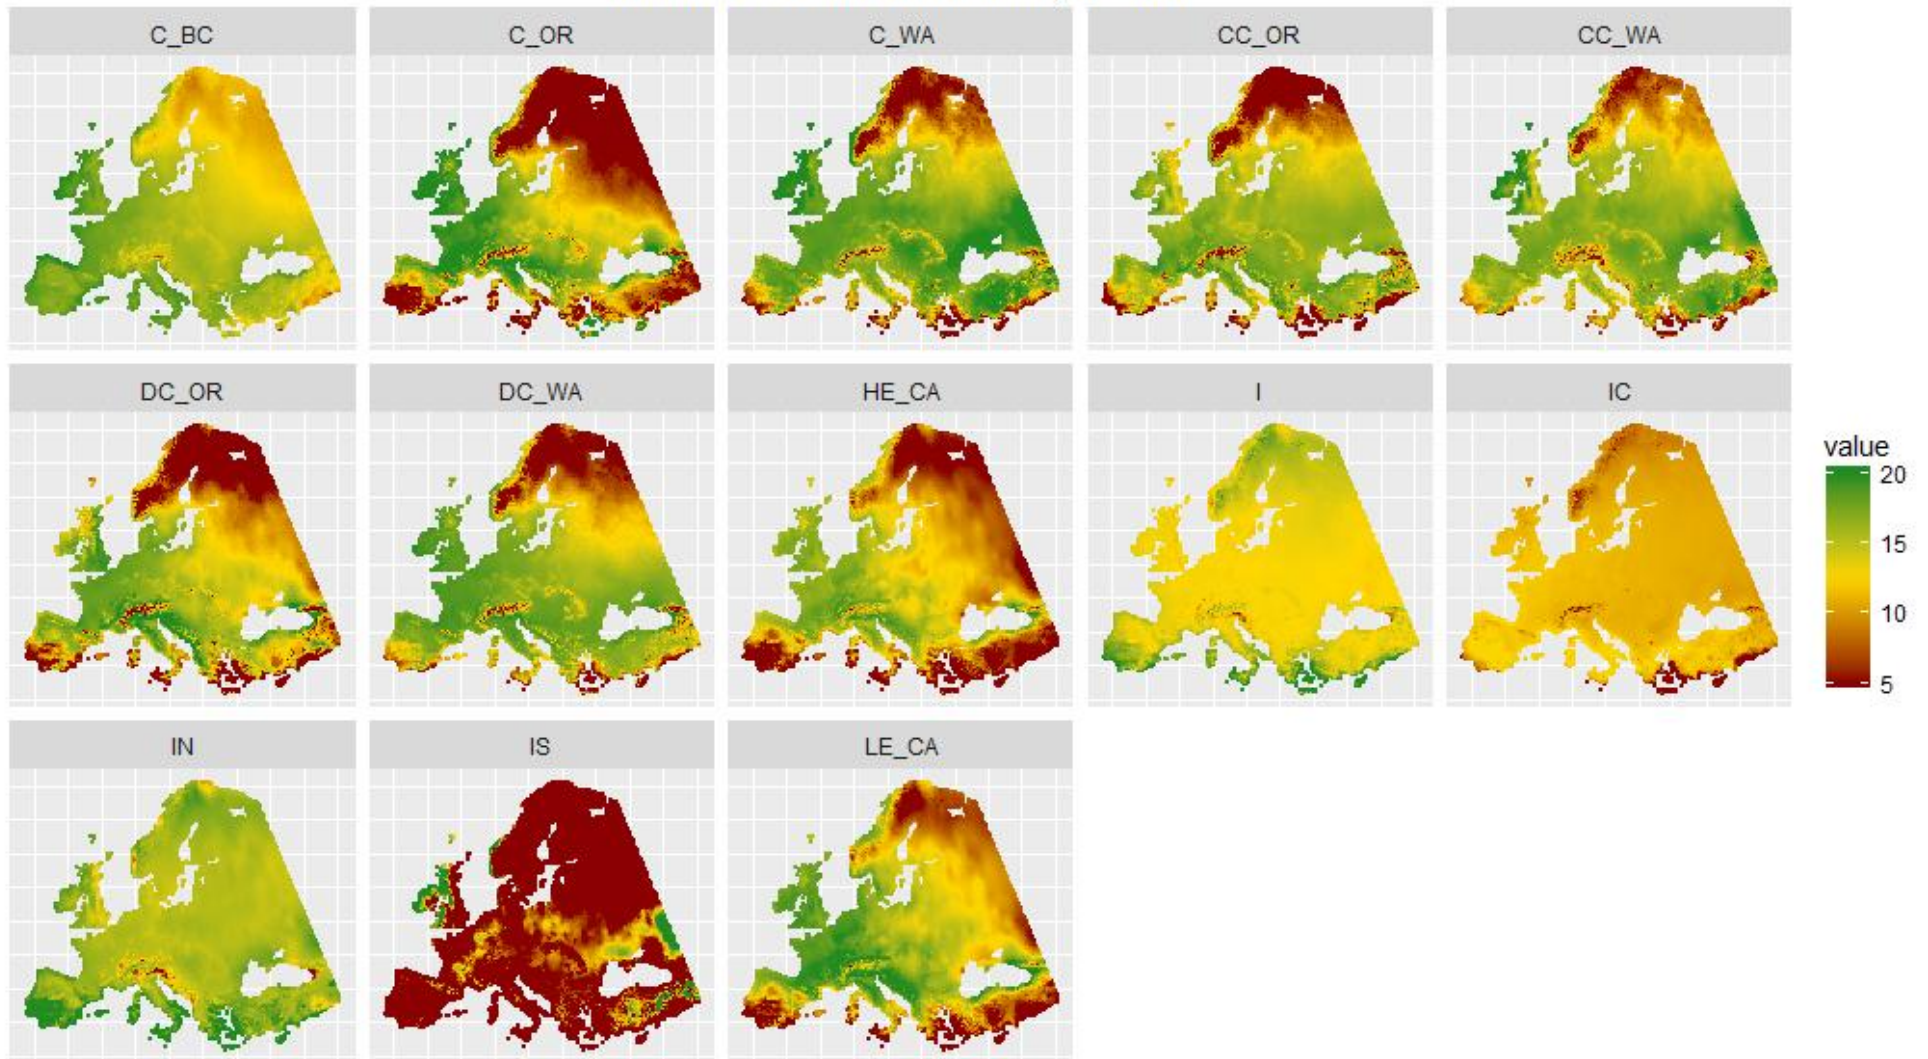 C_BC
C_OR
C_WA
CC_OR
CC_WA
DC_OR
DC_WA
HE_CA
I
IC
value
20
15
10
5
IN
IS
LE_CA